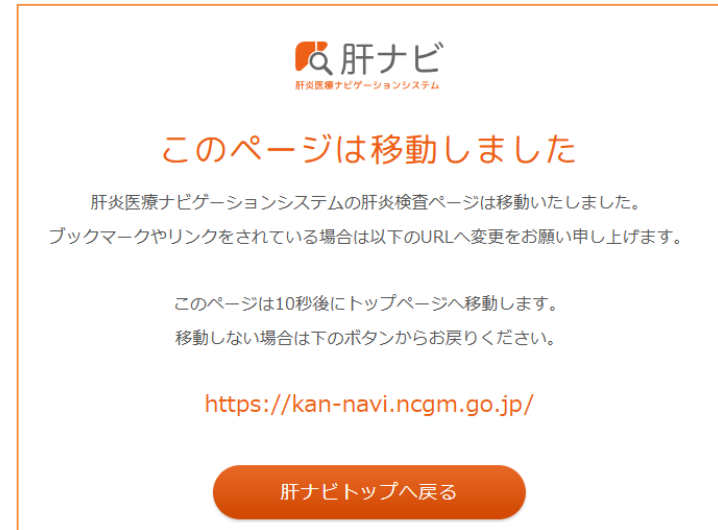 肝ナビ
肝炎医療ナビゲーションシステム
このページは移動しました
肝炎医療ナビゲーションシステムの肝炎検査ページは移動いたしました。
ブックマークやリンクをされている場合は以下のURLへ変更をお願い申し上げます。
このページは10秒後にトップページへ移動します。
移動しない場合は下のボタンからお戻りください。
https://kan-navi.ncgm.go.jp/
肝ナビトップへ戻る